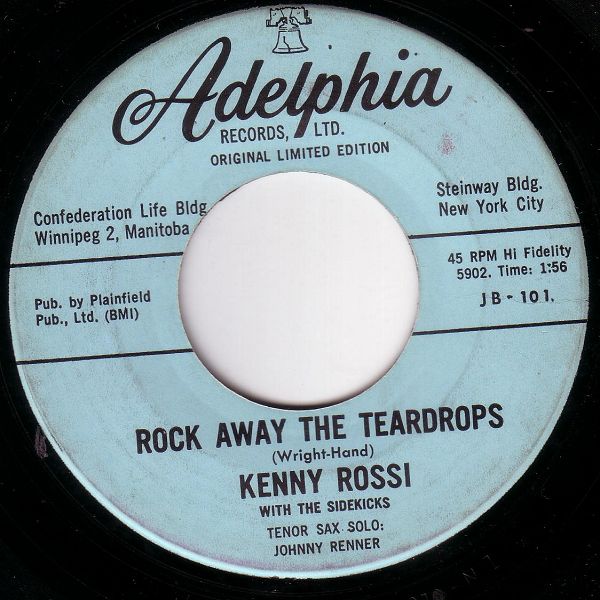 Adelphia
RECORDS, LTD.
ORIGINAL LIMITED EDITION
Confederation Life Bldg.
Winnipeg 2, Manitoba
Steinway Bldg.
New York City
45 RPM Hi Fidelity
5902. Time: 1:56
JB-101.
Pub. by Plainfield
Pub., Ltd. (BMI)
ROCK AWAY THE TEARDROPS
(Wright-Hand)
KENNY ROSSI
WITH THE SIDEKICKS
TENOR SAX SOLO:
JOHNNY RENNER